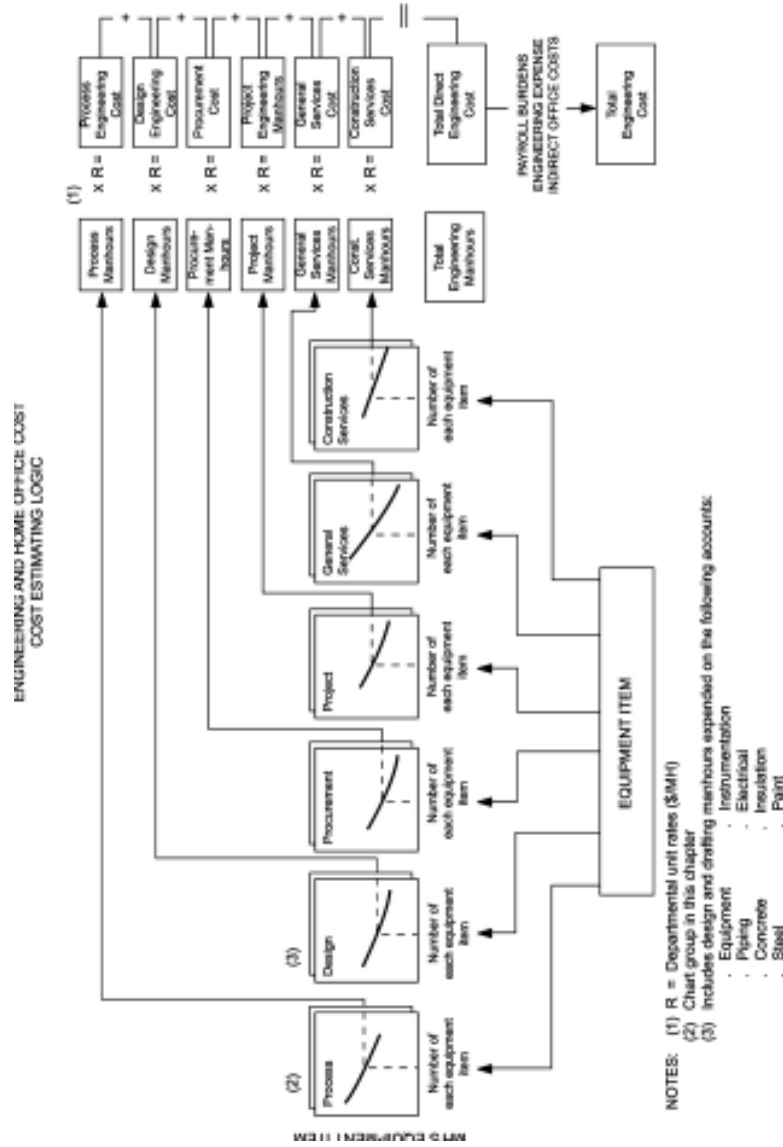 ENGINEERING AND HOME OFFICE COST
COST ESTIMATING LOGIC
(1)
Process
Manhours
x R =
Process
Engineering
Cost
+
Design
Manhours
x R =
Design
Engineering
Cost
+
Procure-
ment Man-
hours
x R =
Procurement
Cost
+
Project
Manhours
x R =
Project
Engineering
Manhours
+
General
Services
Manhours
x R =
General
Services
Cost
+
Const.
Services
Manhours
x R =
Construction
Services
Cost
=
Total
Engineering
Manhours
Total Direct
Engineering
Cost
PAYROLL BURDENS
ENGINEERING EXPENSE
INDIRECT OFFICE COSTS
Total
Engineering
Cost
MH'S EQUIPMENT ITEM
(2)
Process
Number of
each equipment
item
(3)
Design
Number of
each equipment
item
Procurement
Number of
each equipment
item
Project
Number of
each equipment
item
General
Services
Number of
each equipment
item
Construction
Services
Number of
each equipment
item
EQUIPMENT ITEM
NOTES: (1) R = Departmental unit rates ($/MH)
(2) Chart group in this chapter
(3) Includes design and drafting manhours expended on the following accounts:
. Equipment . Instrumentation
. Piping . Electrical
. Concrete . Insulation
. Steel . Paint